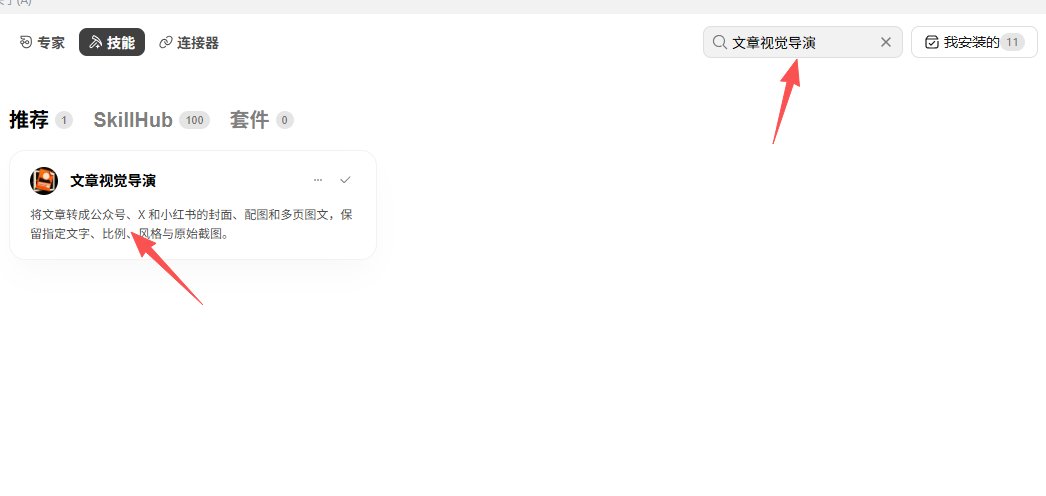 专家
技能
连接器
文章视觉导演
我安装的 11
推荐 1
SkillHub 100
套件 0
文章视觉导演
将文章转成公众号、X 和小红书的封面、配图和多页图文，保
留指定文字、比例、风格与原始截图。